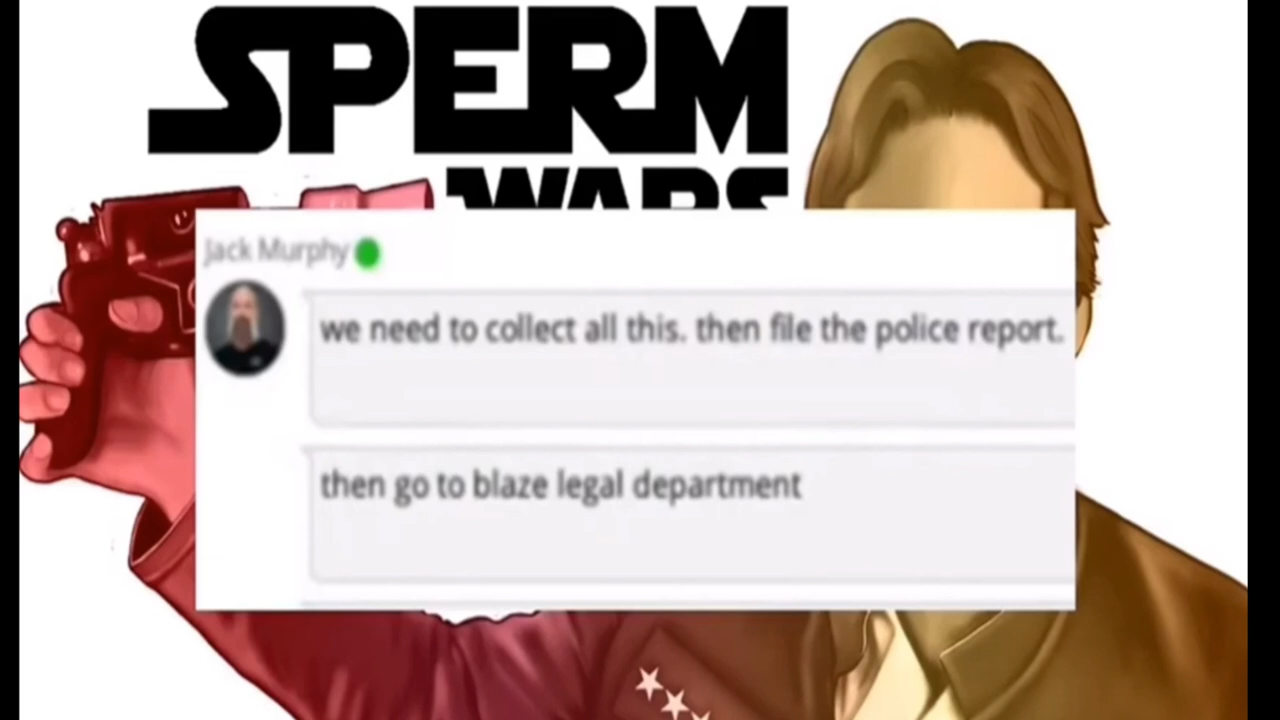 SPERM
WARS
Jack Murphy
we need to collect all this. then file the police report.
then go to blaze legal department